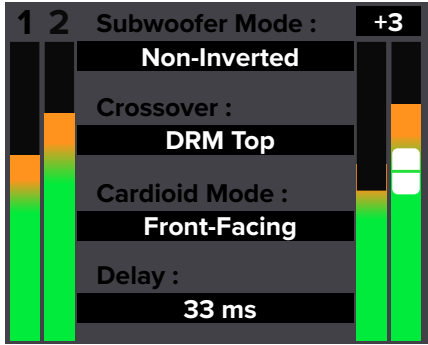 1 2 Subwoofer Mode : +3
Non-Inverted
Crossover :
DRM Top
Cardioid Mode :
Front-Facing
Delay :
33 ms